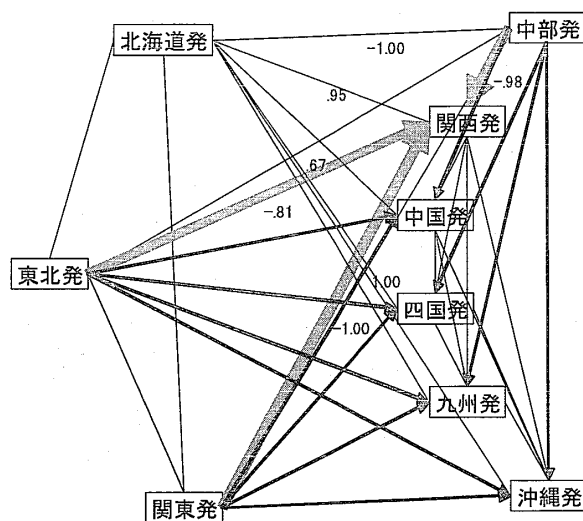 北海道発
中部発
-1.00
-.98
.95
関西発
.67
-.81
中国発
東北発
1.00
四国発
-1.00
九州発
関東発
沖縄発